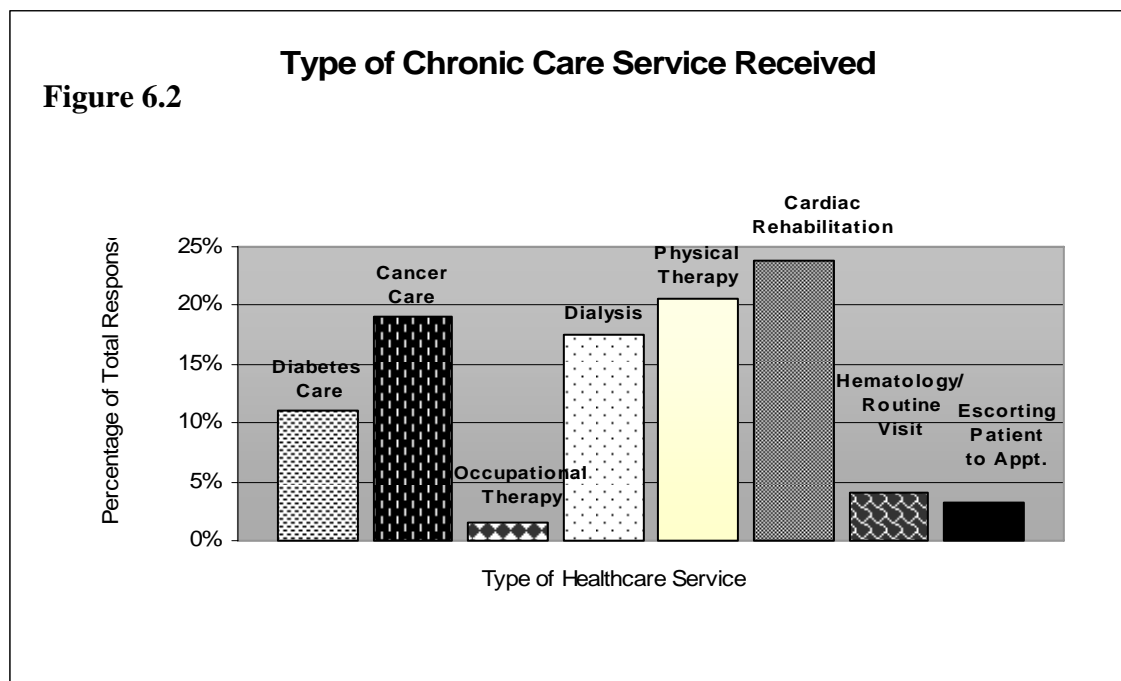 Type of Chronic Care Service Received
Figure 6.2
Percentage of Total
25%
20%
15%
10%
5%
0%
Diabetes
Care
Cancer
Care
Occupational
Therapy
Dialysis
Physical
Therapy
Cardiac
Rehabilitation
Hematology/
Routine
Visit
Escorting
Patient
to Appt.
Type of Healthcare Service